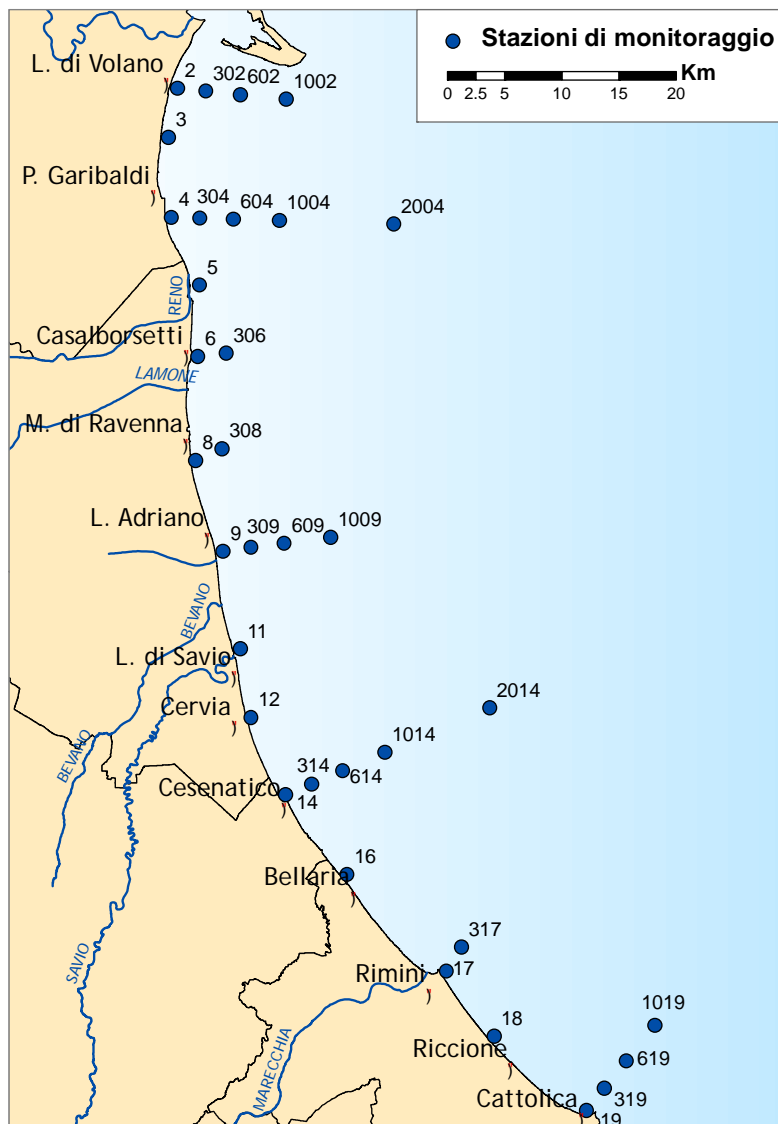 Stazioni di monitoraggio
Km
0 2.5 5 10 15 20
L. di Volano
2 302 602 1002
3
P. Garibaldi
4 304 604 1004 2004
5
RENO
Casalborsetti
6 306
LAMONE
M. di Ravenna
8 308
L. Adriano
9 309 609 1009
BEVANO
11
L. di Savio
2014
Cervia
12
BEVANO
1014
314
614
Cesenatico
14
16
Bellaria
SAVIO
317
17
Rimini
1019
18
Riccione
619
MARECCHIA
Cattolica
319
19